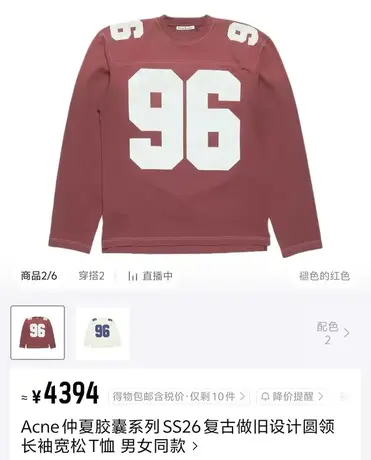 96
96
96
商品2/6
穿搭2
直播中
褪色的红色
96
96
配色
2
≈¥4394
得物包邮含税价·仅剩10件
降价提醒
Acne仲夏胶囊系列SS26复古做旧设计圆领
长袖宽松T恤 男女同款